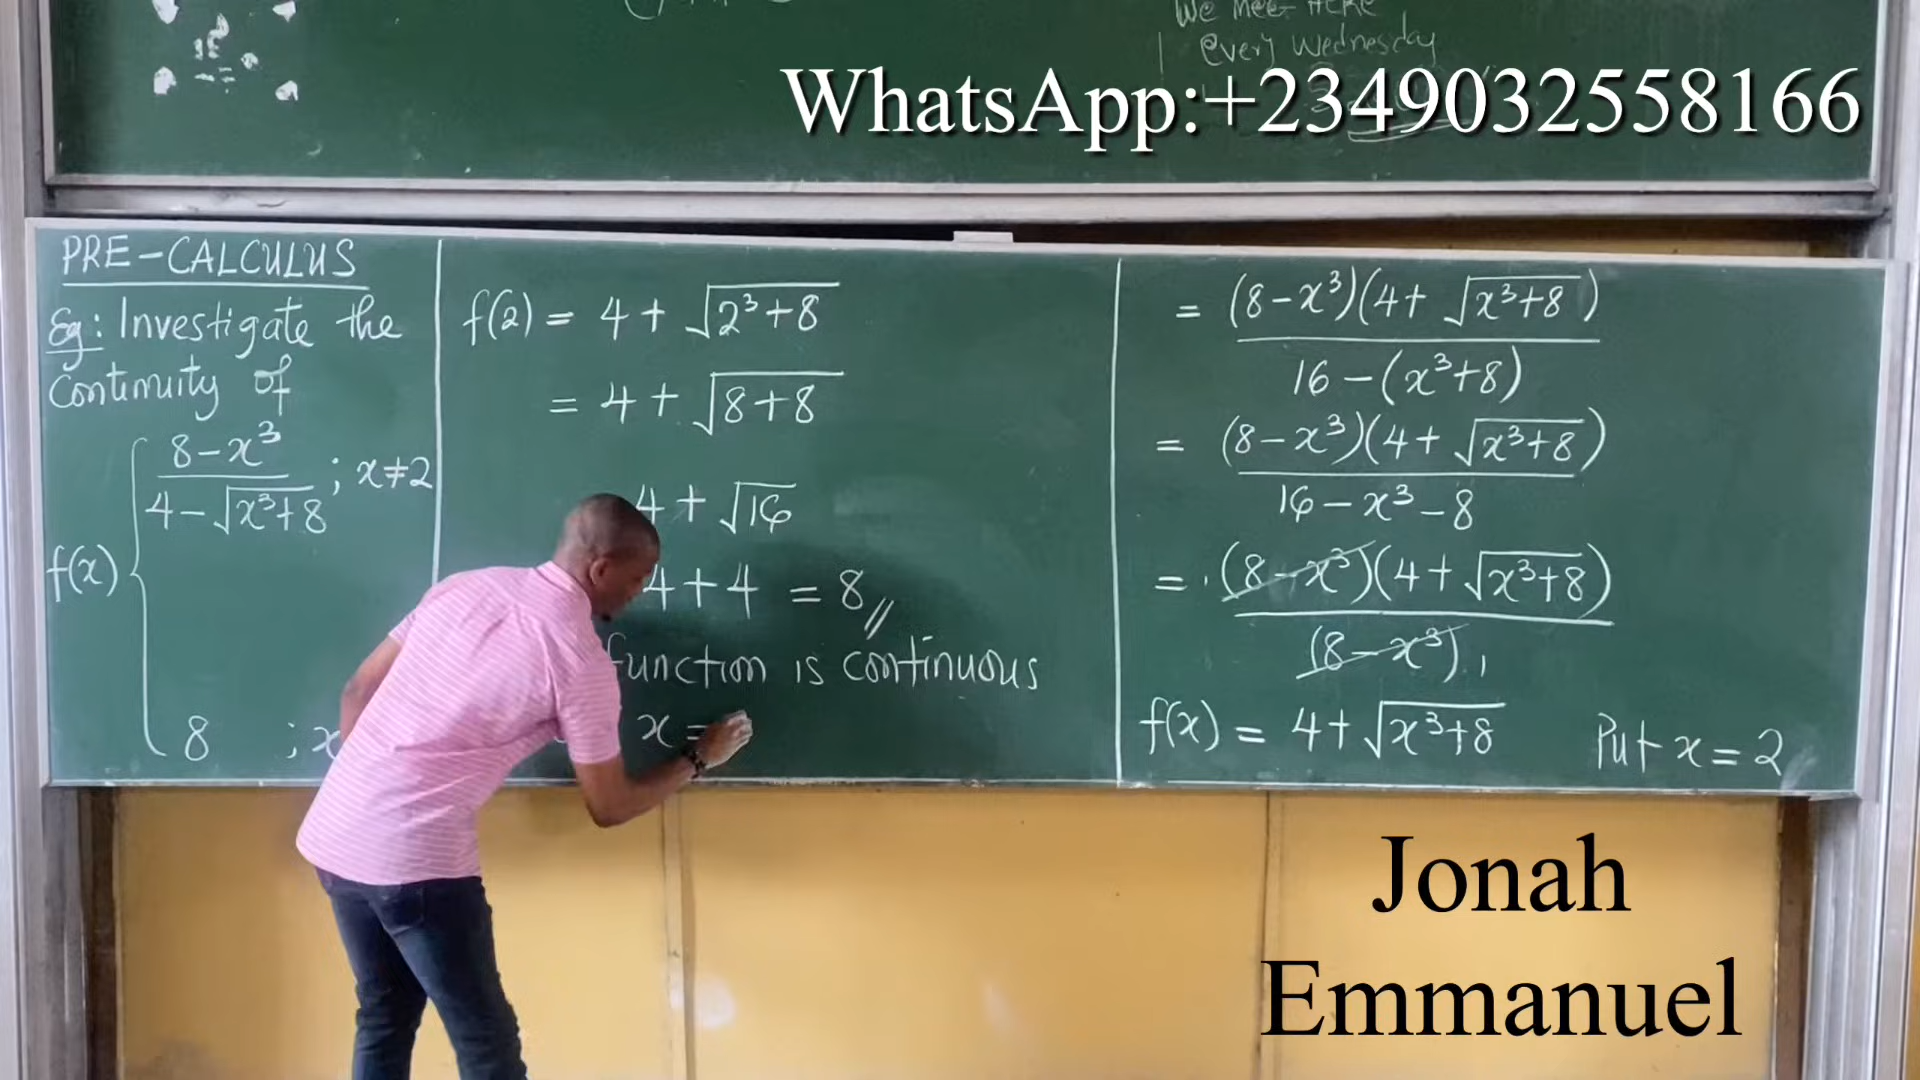 We meet HERE
every Wednesday
WhatsApp:+2349032558166
PRE-CALCULUS
Eg: Investigate the
Continuity of
f(x) { (8-x³)/(4-√(x³+8)) ; x≠2
8 ; x
f(2) = 4 + √(2³+8)
= 4 + √(8+8)
4 + √16
4 + 4 = 8//
function is continuous
x =
= (8-x³)(4+√(x³+8)) / 16-(x³+8)
= (8-x³)(4+√(x³+8)) / 16-x³-8
= (8-x³)(4+√(x³+8)) / (8-x³)
f(x) = 4+√(x³+8) Put x = 2
Jonah
Emmanuel